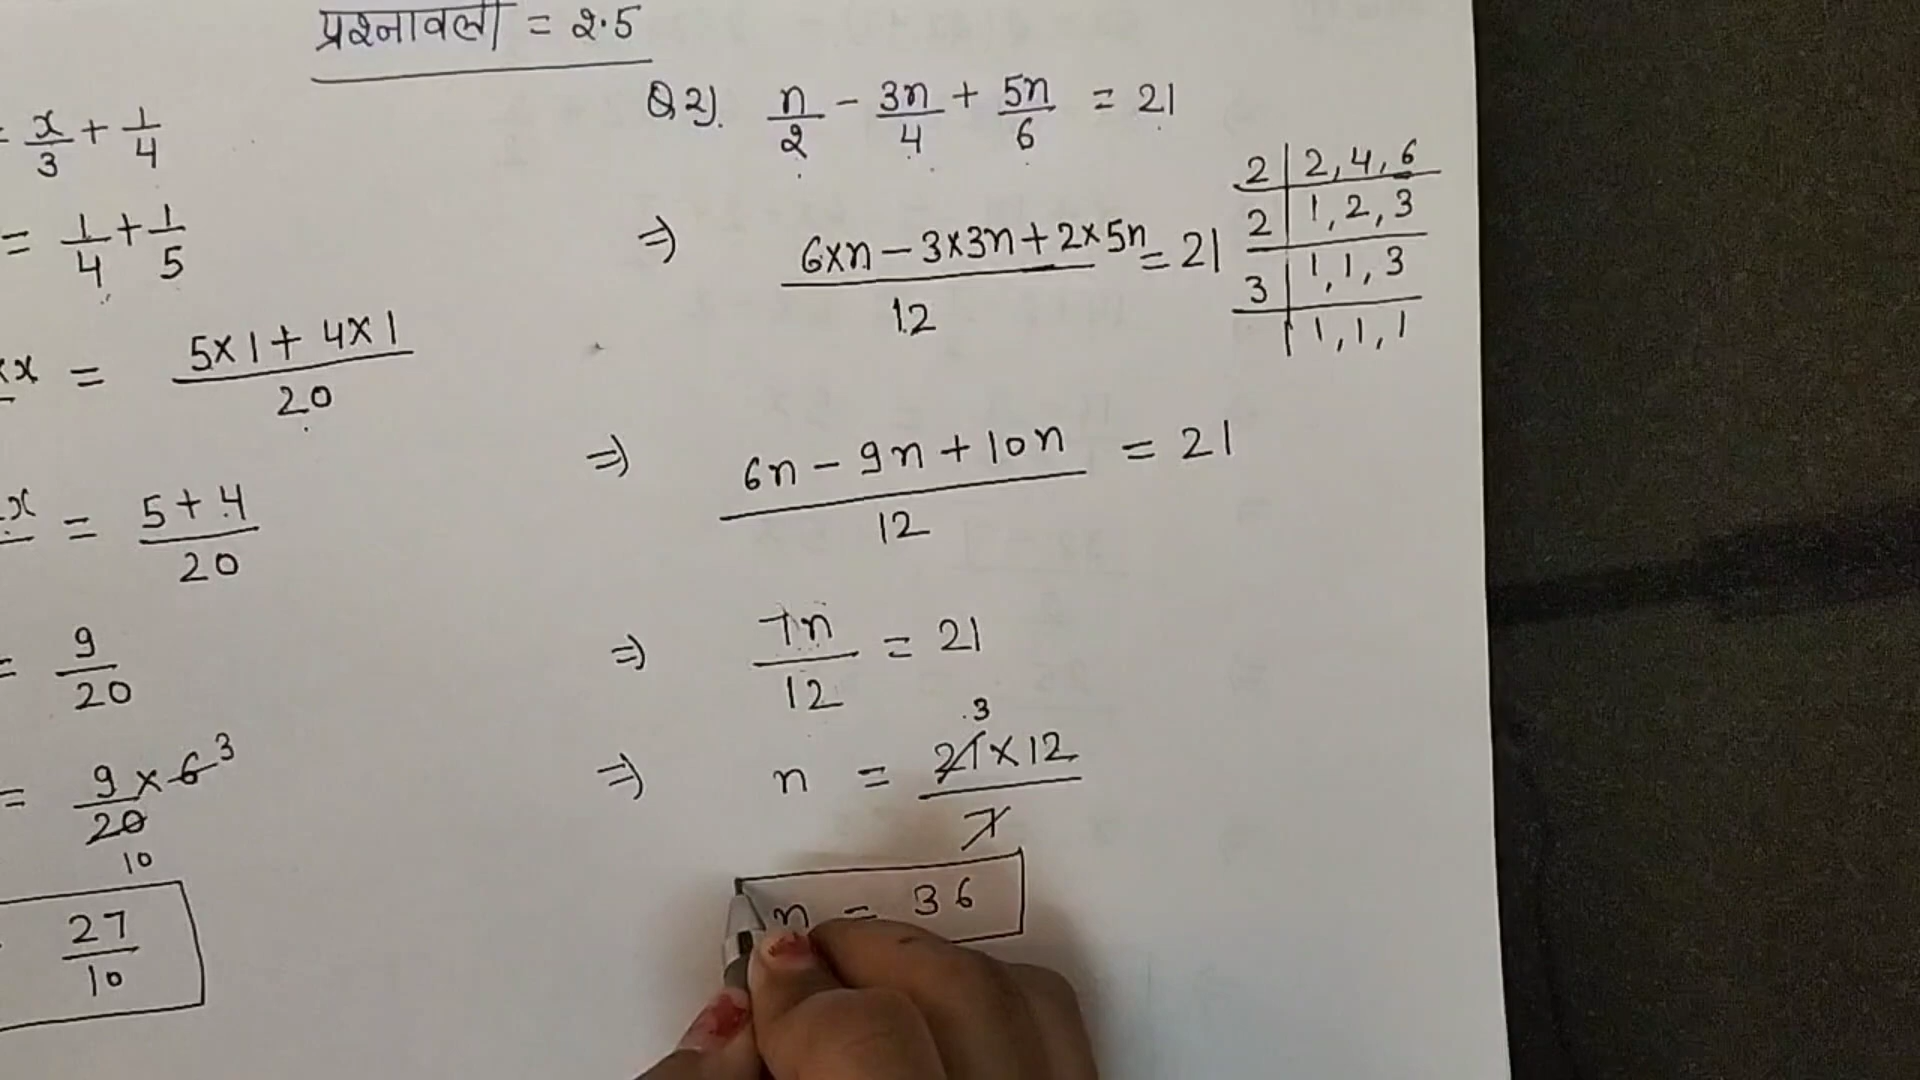 प्रश्नावली = २.5
= x/3 + 1/4
= 1/4 + 1/5
x = (5×1 + 4×1)/20
x = (5+4)/20
= 9/20
= 9/20 × 6 3
10
27/10
Q2). n/2 - 3n/4 + 5n/6 = 21
⇒ (6×n - 3×3n + 2×5n)/12 = 21
2 | 2, 4, 6
2 | 1, 2, 3
3 | 1, 1, 3
| 1, 1, 1
⇒ (6n - 9n + 10n)/12 = 21
⇒ 7n/12 = 21
3
⇒ n = (21×12)/7
n = 36